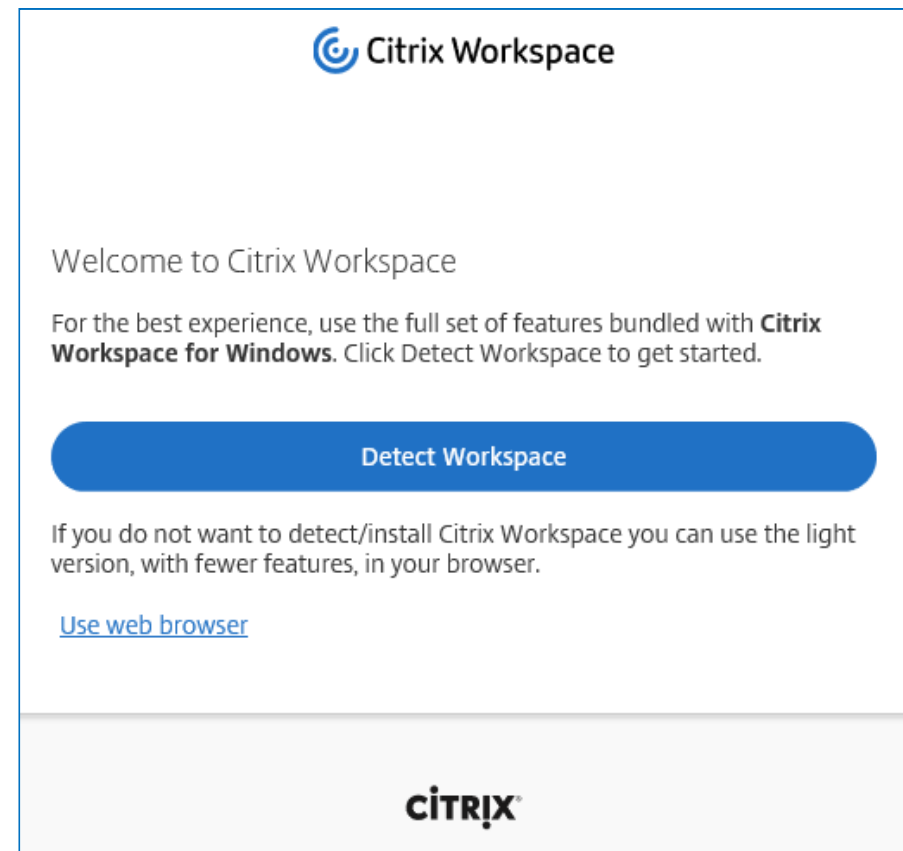 Citrix Workspace
Welcome to Citrix Workspace
For the best experience, use the full set of features bundled with Citrix
Workspace for Windows. Click Detect Workspace to get started.
Detect Workspace
If you do not want to detect/install Citrix Workspace you can use the light
version, with fewer features, in your browser.
Use web browser
CİTRỊX